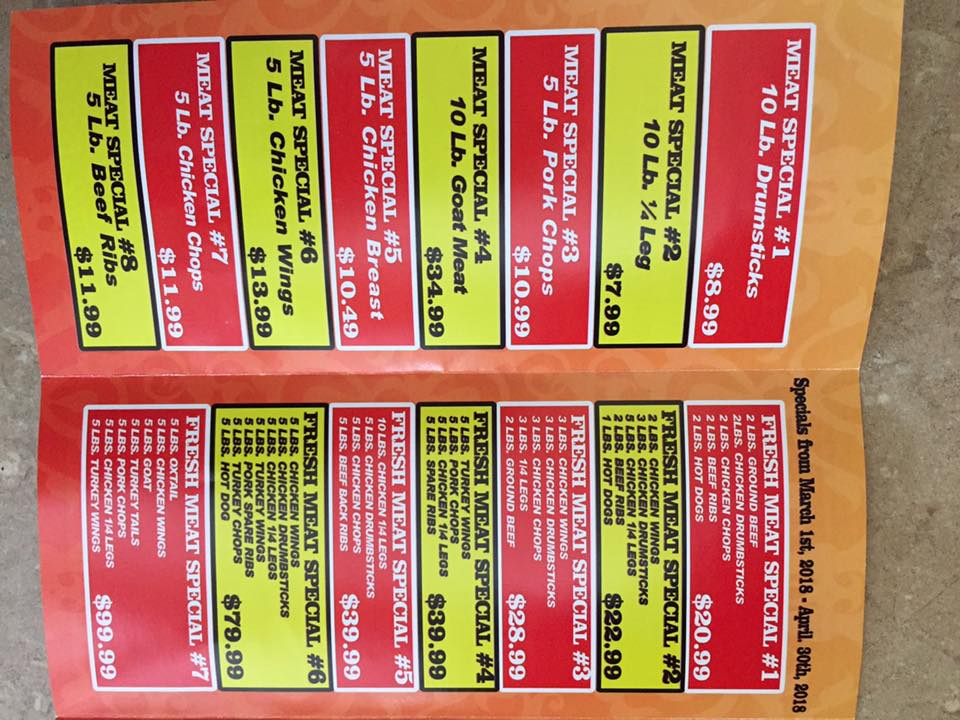 MEAT SPECIAL #1
10 Lb. Drumsticks
$8.99
MEAT SPECIAL #2
10 Lb. ¼ Leg
$7.99
MEAT SPECIAL #3
5 Lb. Pork Chops
$10.99
MEAT SPECIAL #4
10 Lb. Goat Meat
$34.99
MEAT SPECIAL #5
5 Lb. Chicken Breast
$10.49
MEAT SPECIAL #6
5 Lb. Chicken Wings
$13.99
MEAT SPECIAL #7
5 Lb. Chicken Chops
$11.99
MEAT SPECIAL #8
5 Lb. Beef Ribs
$11.99
Specials from March 1st, 2018 - April, 30th, 2018
FRESH MEAT SPECIAL #1
2 LBS. GROUND BEEF
2LBS. CHICKEN DRUMSTICKS
2 LBS. CHICKEN CHOPS
2 LBS. BEEF RIBS
2 LBS. HOT DOGS
$20.99
FRESH MEAT SPECIAL #2
2 LBS. CHICKEN WINGS
3 LBS. CHICKEN DRUMSTICKS
5 LBS. CHICKEN 1/4 LEGS
2 LBS. BEEF RIBS
1 LBS. HOT DOGS
$22.99
FRESH MEAT SPECIAL #3
3 LBS. CHICKEN WINGS
3 LBS. CHICKEN DRUMSTICKS
3 LBS. CHICKEN CHOPS
3 LBS. 1/4 LEGS
2 LBS. GROUND BEEF
$28.99
FRESH MEAT SPECIAL #4
5 LBS. TURKEY WINGS
5 LBS. PORK CHOPS
5 LBS. CHICKEN 1/4 LEGS
5 LBS. SPARE RIBS
$39.99
FRESH MEAT SPECIAL #5
10 LBS. CHICKEN 1/4 LEGS
5 LBS. CHICKEN DRUMBSTICKS
5 LBS. CHICKEN CHOPS
5 LBS. BEEF BACK RIBS
$39.99
FRESH MEAT SPECIAL #6
5 LBS. CHICKEN WINGS
5 LBS. CHICKEN DRUMBSTICKS
5 LBS. CHICKEN 1/4 LEGS
5 LBS. TURKEY WINGS
5 LBS. PORK SPARE RIBS
5 LBS. TURKEY CHOPS
5 LBS. HOT DOG
$79.99
FRESH MEAT SPECIAL #7
5 LBS. OXTAIL
5 LBS. CHICKEN WINGS
5 LBS. GOAT
5 LBS. TURKEY TAILS
5 LBS. PORK CHOPS
5 LBS. CHICKEN 1/4 LEGS
5 LBS. TURKEY WINGS
$99.99